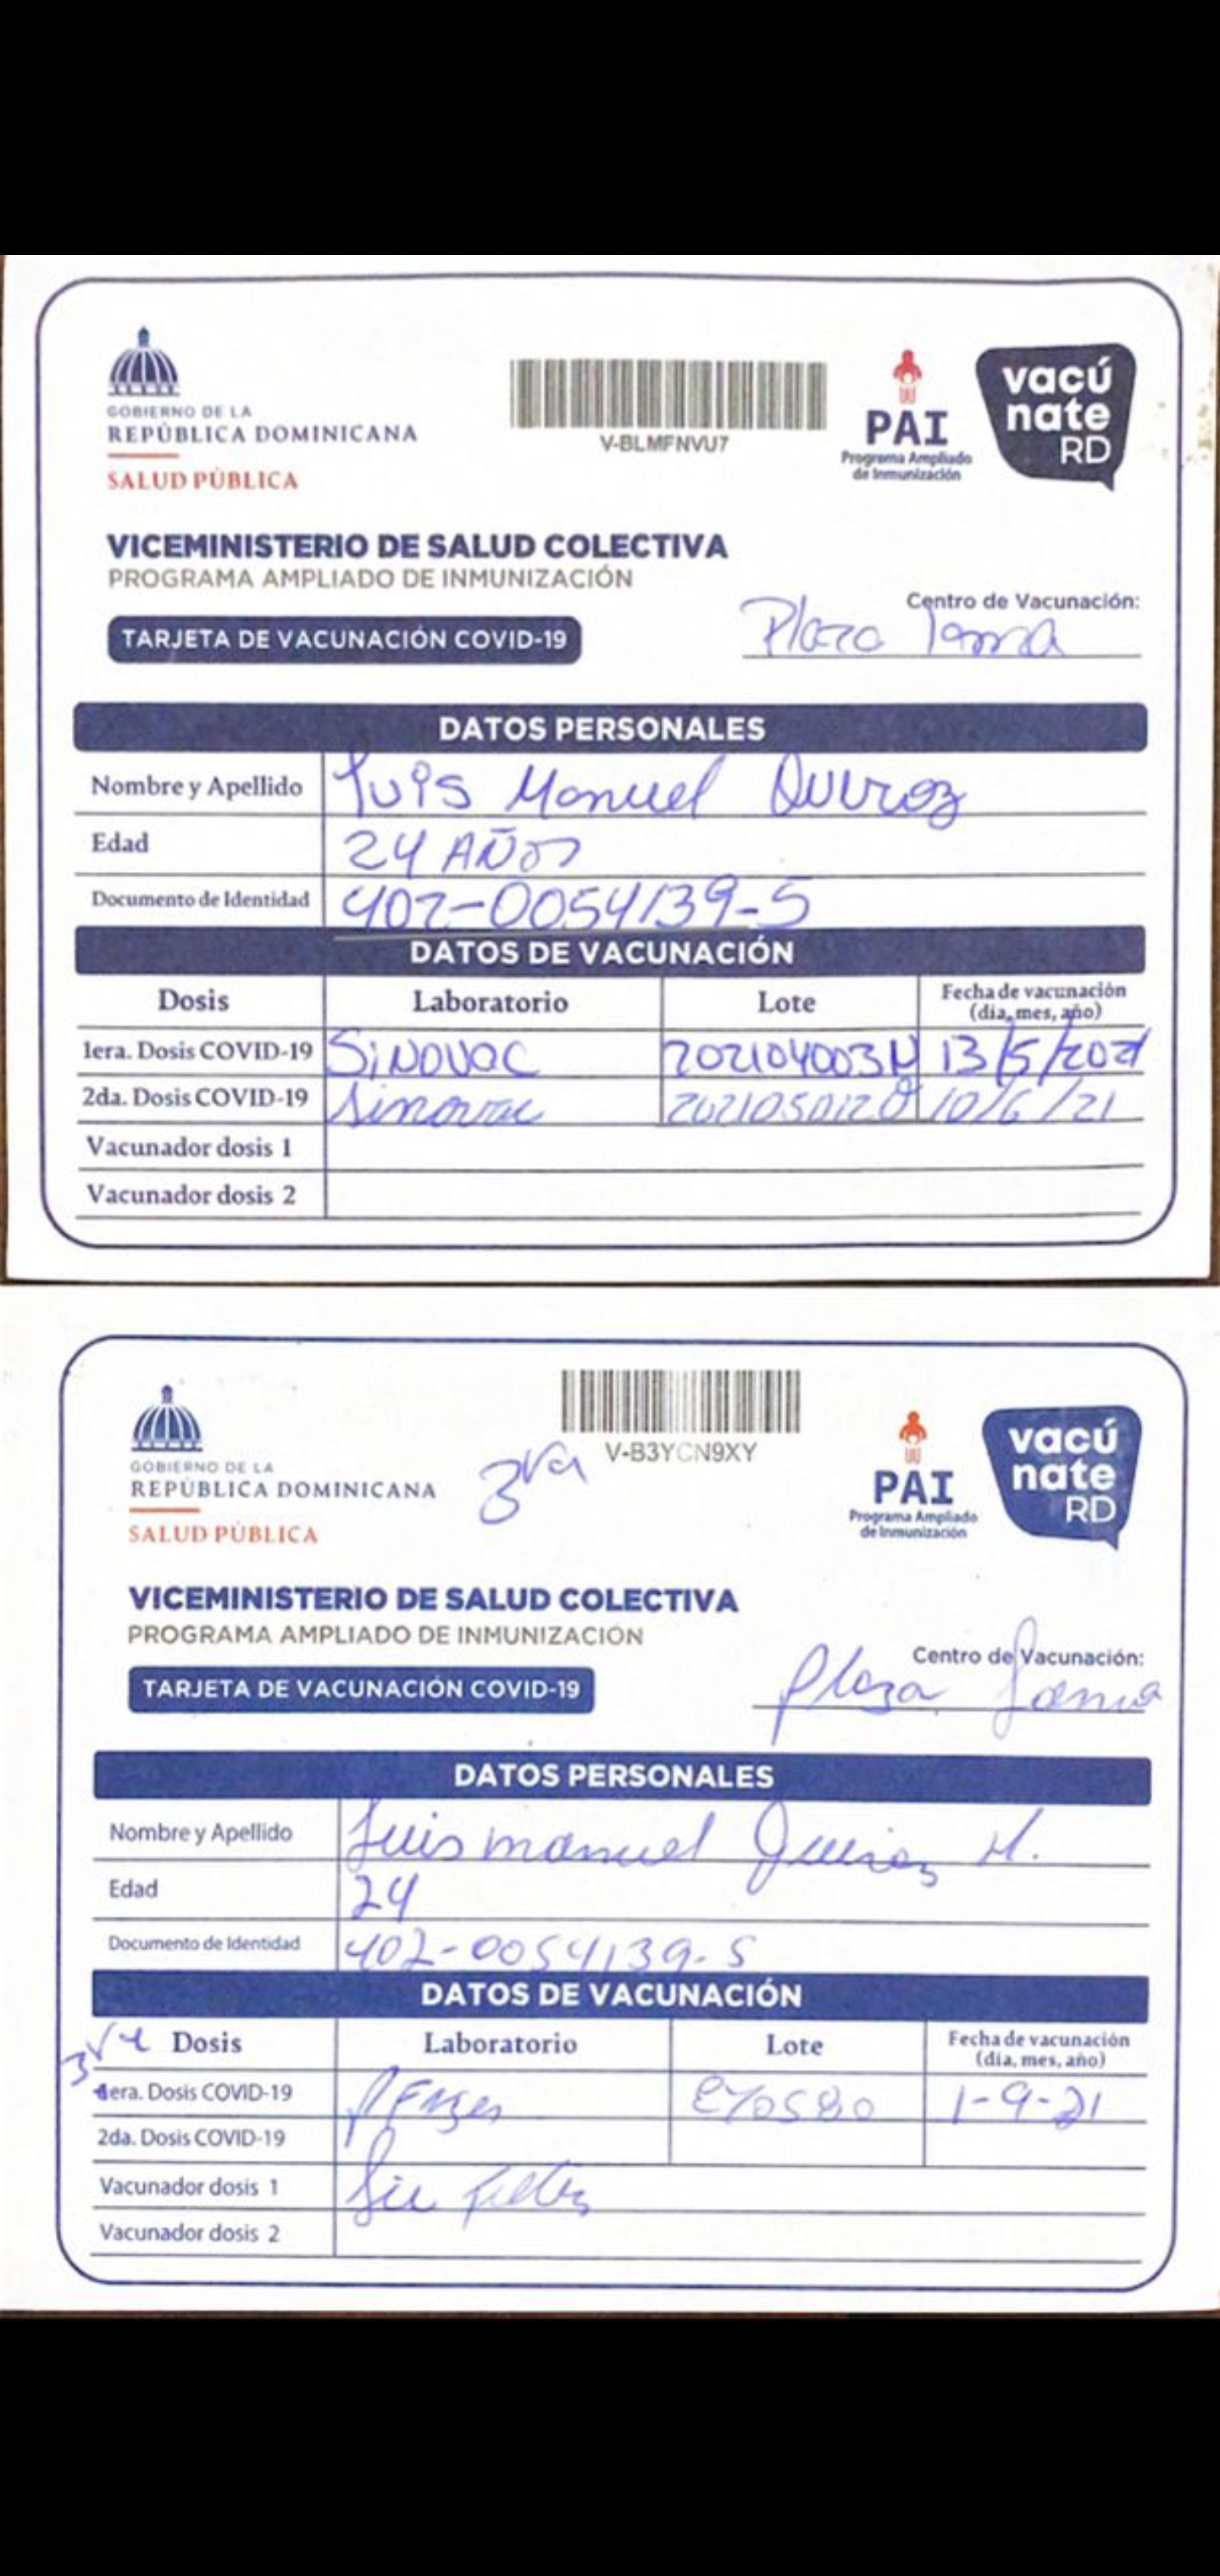 GOBIERNO DE LA
REPÚBLICA DOMINICANA
SALUD PÚBLICA
V-BLMFNVU7
PAI
Programa Ampliado
de Inmunización
vacú
nate
RD
VICEMINISTERIO DE SALUD COLECTIVA
PROGRAMA AMPLIADO DE INMUNIZACIÓN
TARJETA DE VACUNACIÓN COVID-19
Centro de Vacunación:
Plaza lama
DATOS PERSONALES
Nombre y Apellido Luis Manuel Quiroz
Edad 24 AÑOS
Documento de Identidad 402-0054139-5
DATOS DE VACUNACIÓN
Dosis Laboratorio Lote Fecha de vacunación
(dia, mes, año)
1era. Dosis COVID-19 SiNOVAC 202104003N 13/5/2021
2da. Dosis COVID-19 Sinovac 10/6/21
Vacunador dosis 1
Vacunador dosis 2
GOBIERNO DE LA
REPÚBLICA DOMINICANA
SALUD PÚBLICA
3ra
V-B3YCN9XY
PAI
Programa Ampliado
de Inmunización
vacú
nate
RD
VICEMINISTERIO DE SALUD COLECTIVA
PROGRAMA AMPLIADO DE INMUNIZACIÓN
TARJETA DE VACUNACIÓN COVID-19
Centro de Vacunación:
Plaza Lama
DATOS PERSONALES
Nombre y Apellido Luis manuel Quiroz M.
Edad 24
Documento de Identidad 402-0054139-5
DATOS DE VACUNACIÓN
3ra Dosis Laboratorio Lote Fecha de vacunación
(dia, mes, año)
1era. Dosis COVID-19 EY0580 1-9-21
2da. Dosis COVID-19
Vacunador dosis 1
Vacunador dosis 2